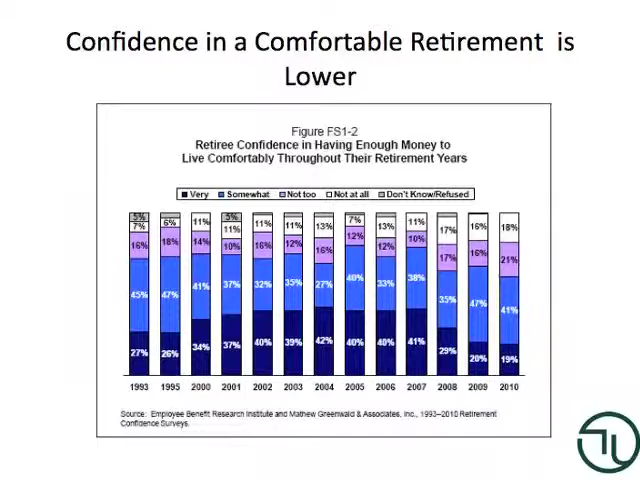 Confidence in a Comfortable Retirement is
Lower
Figure FS1-2
Retiree Confidence in Having Enough Money to
Live Comfortably Throughout Their Retirement Years
Very Somewhat Not too Not at all Don't Know/Refused
5% 5%
7% 6% 11% 11% 11% 11% 13% 7% 13% 11% 17% 16% 18%
16% 18% 14% 10% 16% 12% 16% 12% 12% 10% 17% 16% 21%
45% 47% 41% 37% 32% 35% 27% 40% 33% 38% 35% 47% 41%
27% 26% 34% 37% 40% 39% 42% 40% 40% 41% 29% 20% 19%
1993 1995 2000 2001 2002 2003 2004 2005 2006 2007 2008 2009 2010
Source: Employee Benefit Research Institute and Mathew Greenwald & Associates, Inc., 1993–2010 Retirement
Confidence Surveys.